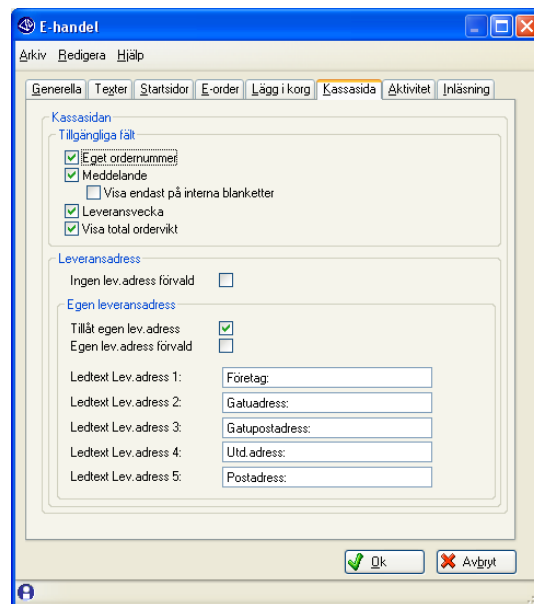 E-handel
Arkiv Redigera Hjälp
Generella Texter Startsidor E-order Lägg i korg Kassasida Aktivitet Inläsning
Kassasidan
Tillgängliga fält
Eget ordernummer
Meddelande
Visa endast på interna blanketter
Leveransvecka
Visa total ordervikt
Leveransadress
Ingen lev.adress förvald
Egen leveransadress
Tillåt egen lev.adress
Egen lev.adress förvald
Ledtext Lev.adress 1: Företag:
Ledtext Lev.adress 2: Gatuadress:
Ledtext Lev.adress 3: Gatupostadress:
Ledtext Lev.adress 4: Utd.adress:
Ledtext Lev.adress 5: Postadress:
Ok Avbryt